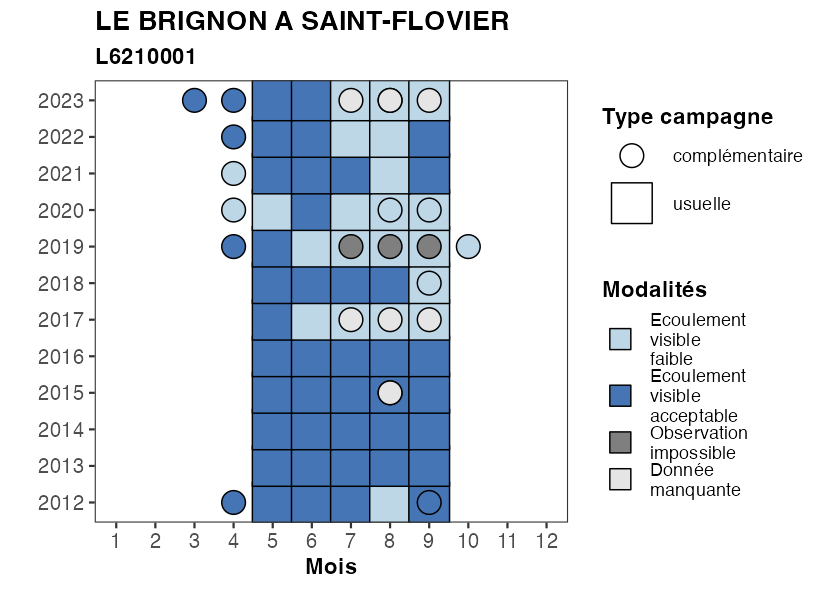 LE BRIGNON A SAINT-FLOVIER
L6210001
2023
2022
2021
2020
2019
2018
2017
2016
2015
2014
2013
2012
1 2 3 4 5 6 7 8 9 10 11 12
Mois
Type campagne
complémentaire
usuelle
Modalités
Ecoulement
visible
faible
Ecoulement
visible
acceptable
Observation
impossible
Donnée
manquante